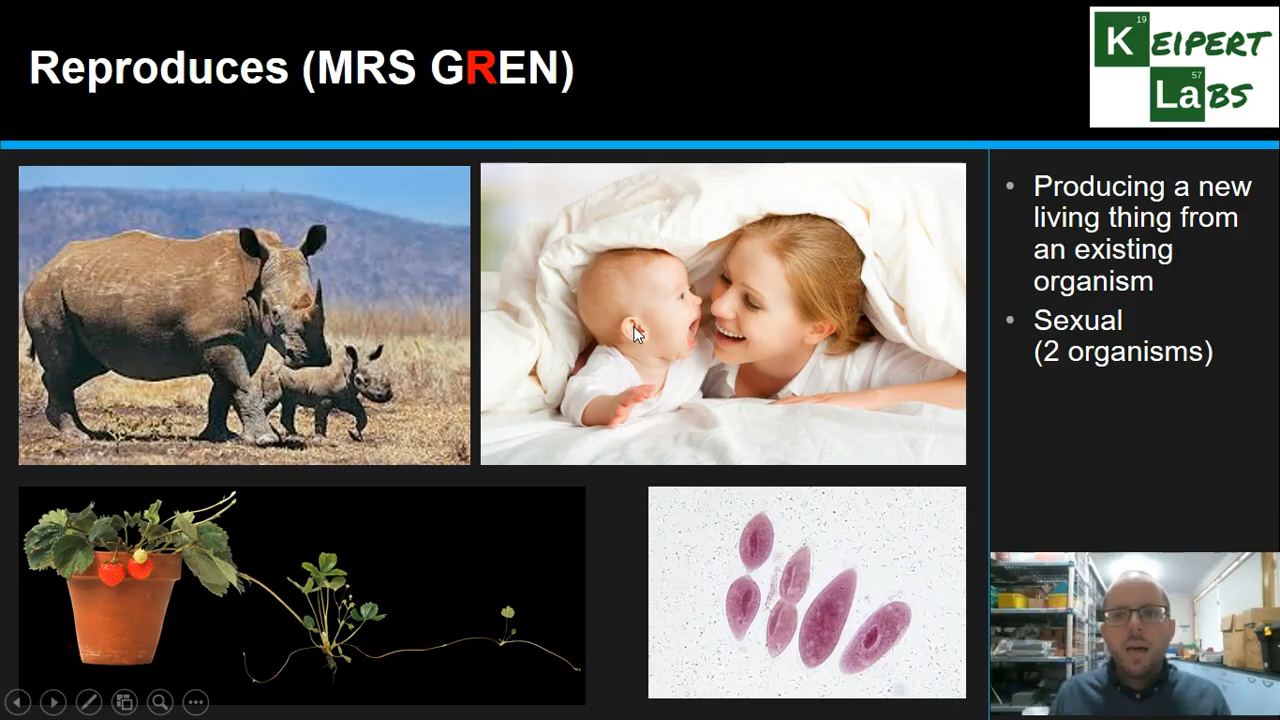 Reproduces (MRS GREN)
19
KEIPERT
57
LaBS
Producing a new
living thing from
an existing
organism
Sexual
(2 organisms)